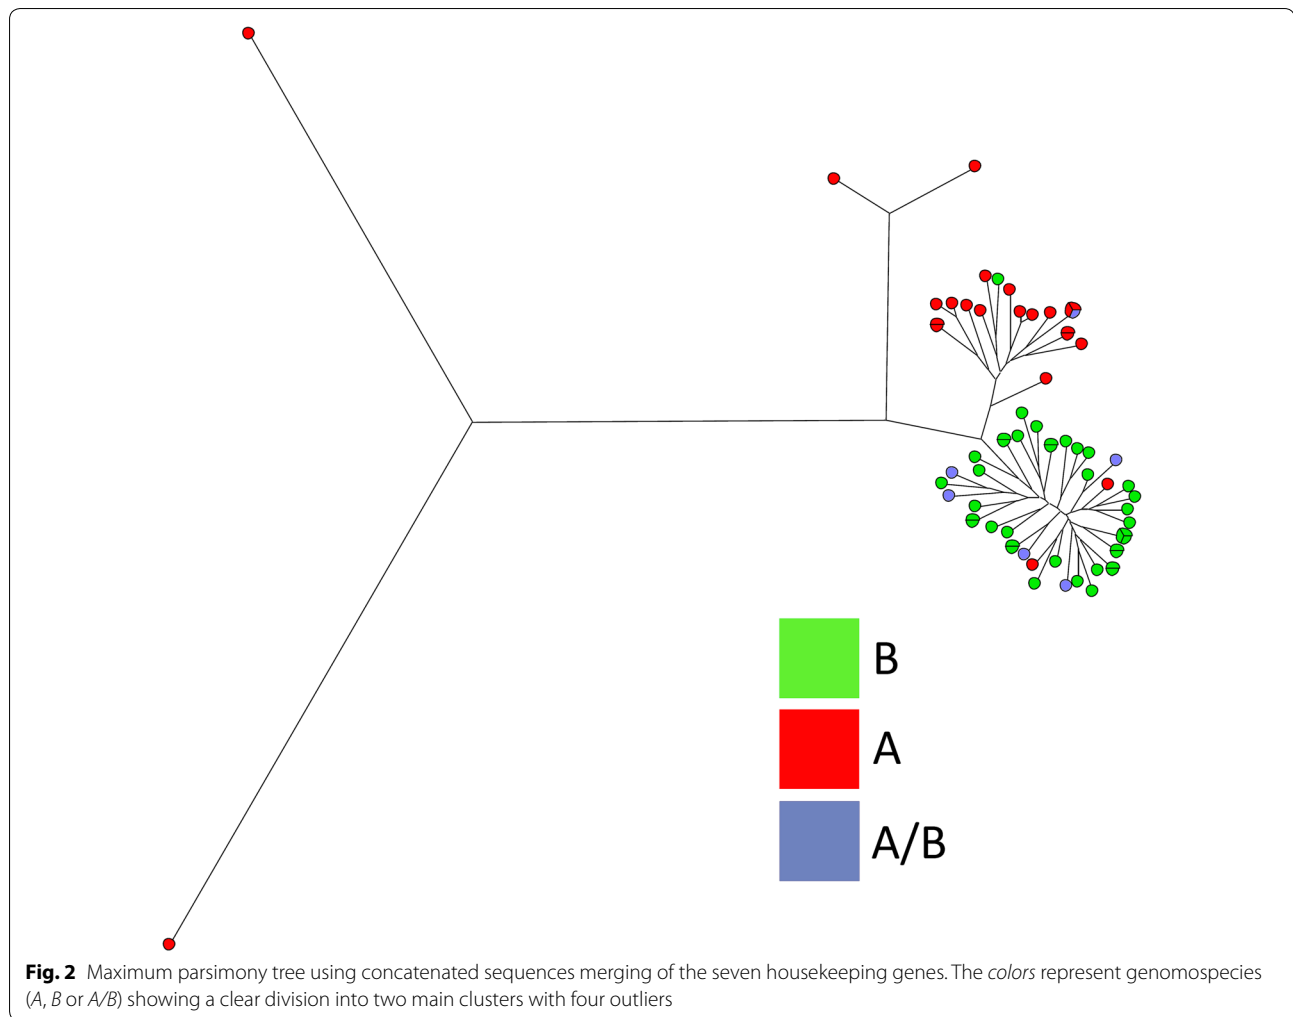 B
A
A/B
Fig. 2 Maximum parsimony tree using concatenated sequences merging of the seven housekeeping genes. The colors represent genomospecies
(A, B or A/B) showing a clear division into two main clusters with four outliers